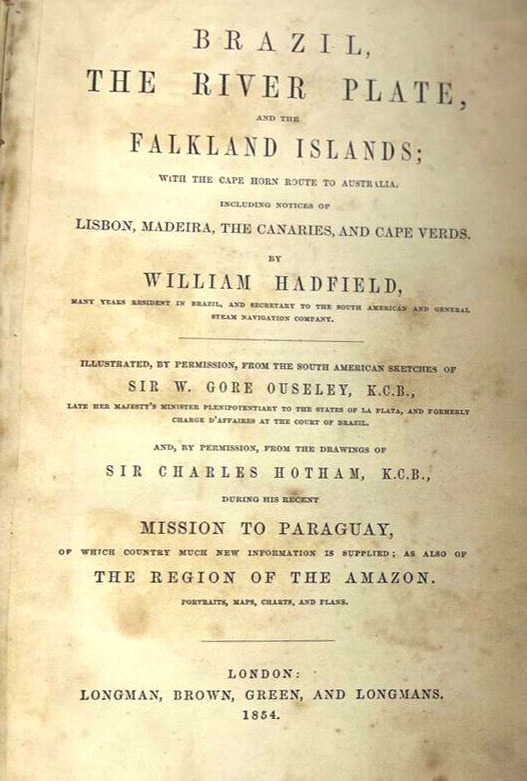 BRAZIL,
THE RIVER PLATE,
AND THE
FALKLAND ISLANDS;
WITH THE CAPE HORN ROUTE TO AUSTRALIA.
INCLUDING NOTICES OF
LISBON, MADEIRA, THE CANARIES, AND CAPE VERDS.
BY
WILLIAM HADFIELD,
MANY YEARS RESIDENT IN BRAZIL, AND SECRETARY TO THE SOUTH AMERICAN AND GENERAL
STEAM NAVIGATION COMPANY.
ILLUSTRATED, BY PERMISSION, FROM THE SOUTH AMERICAN SKETCHES OF
SIR W. GORE OUSELEY, K.C.B.,
LATE HER MAJESTY'S MINISTER PLENIPOTENTIARY TO THE STATES OF LA PLATA, AND FORMERLY
CHARGE D'AFFAIRES AT THE COURT OF BRAZIL.
AND, BY PERMISSION, FROM THE DRAWINGS OF
SIR CHARLES HOTHAM, K.C.B.,
DURING HIS RECENT
MISSION TO PARAGUAY,
OF WHICH COUNTRY MUCH NEW INFORMATION IS SUPPLIED; AS ALSO OF
THE REGION OF THE AMAZON.
PORTRAITS, MAPS, CHARTS, AND PLANS.
LONDON:
LONGMAN, BROWN, GREEN, AND LONGMANS.
1854.